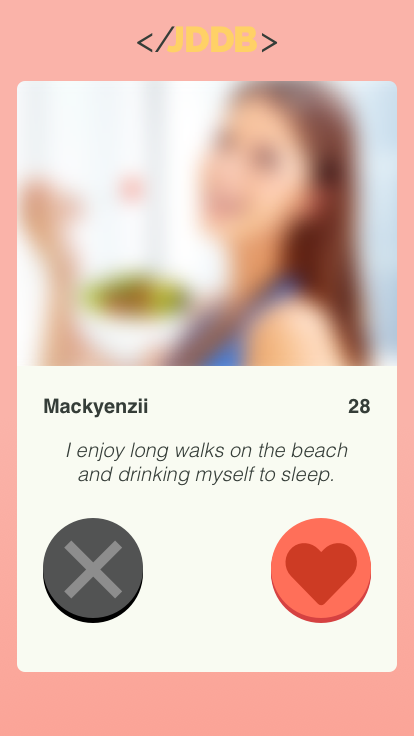 </JDDB>
Mackyenzii 28
I enjoy long walks on the beach
and drinking myself to sleep.